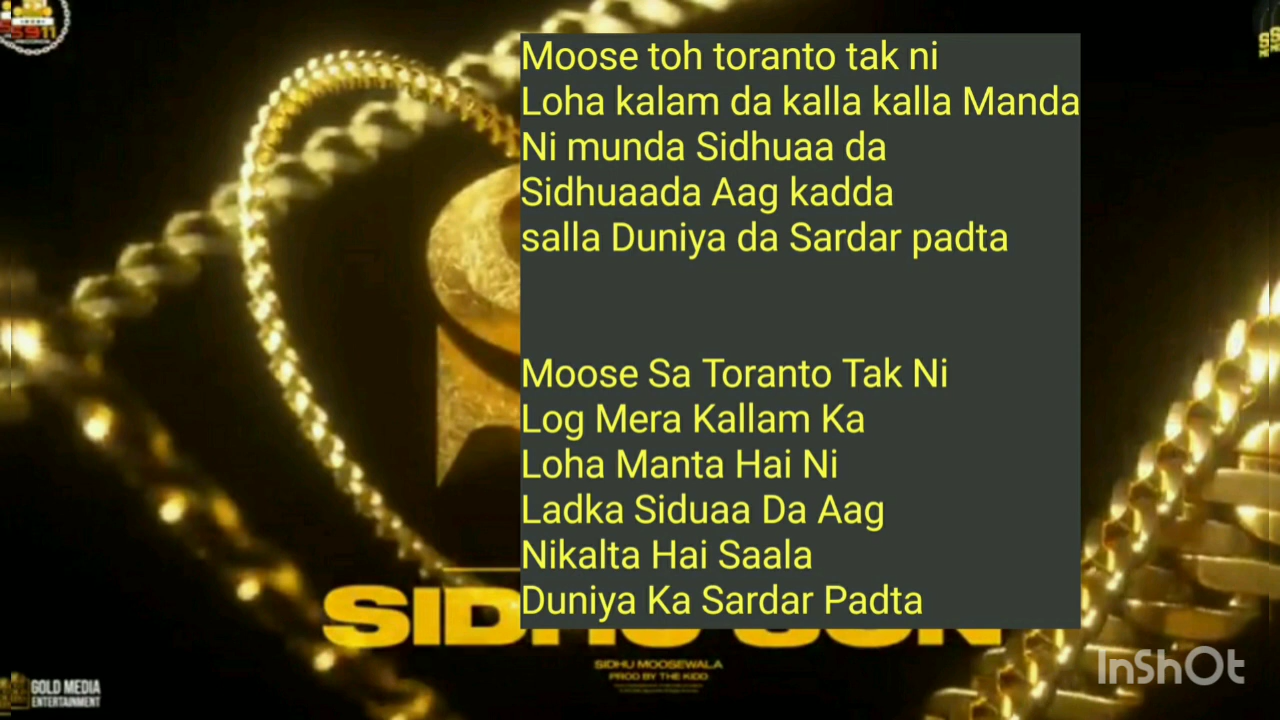 5911
Moose toh toranto tak ni
Loha kalam da kalla kalla Manda
Ni munda Sidhuaa da
Sidhuaada Aag kadda
salla Duniya da Sardar padta
Moose Sa Toranto Tak Ni
Log Mera Kallam Ka
Loha Manta Hai Ni
Ladka Siduaa Da Aag
Nikalta Hai Saala
Duniya Ka Sardar Padta
SIDHU SON
SIDHU MOOSEWALA
PROD BY THE KIDD
GOLD MEDIA
ENTERTAINMENT
InShOt